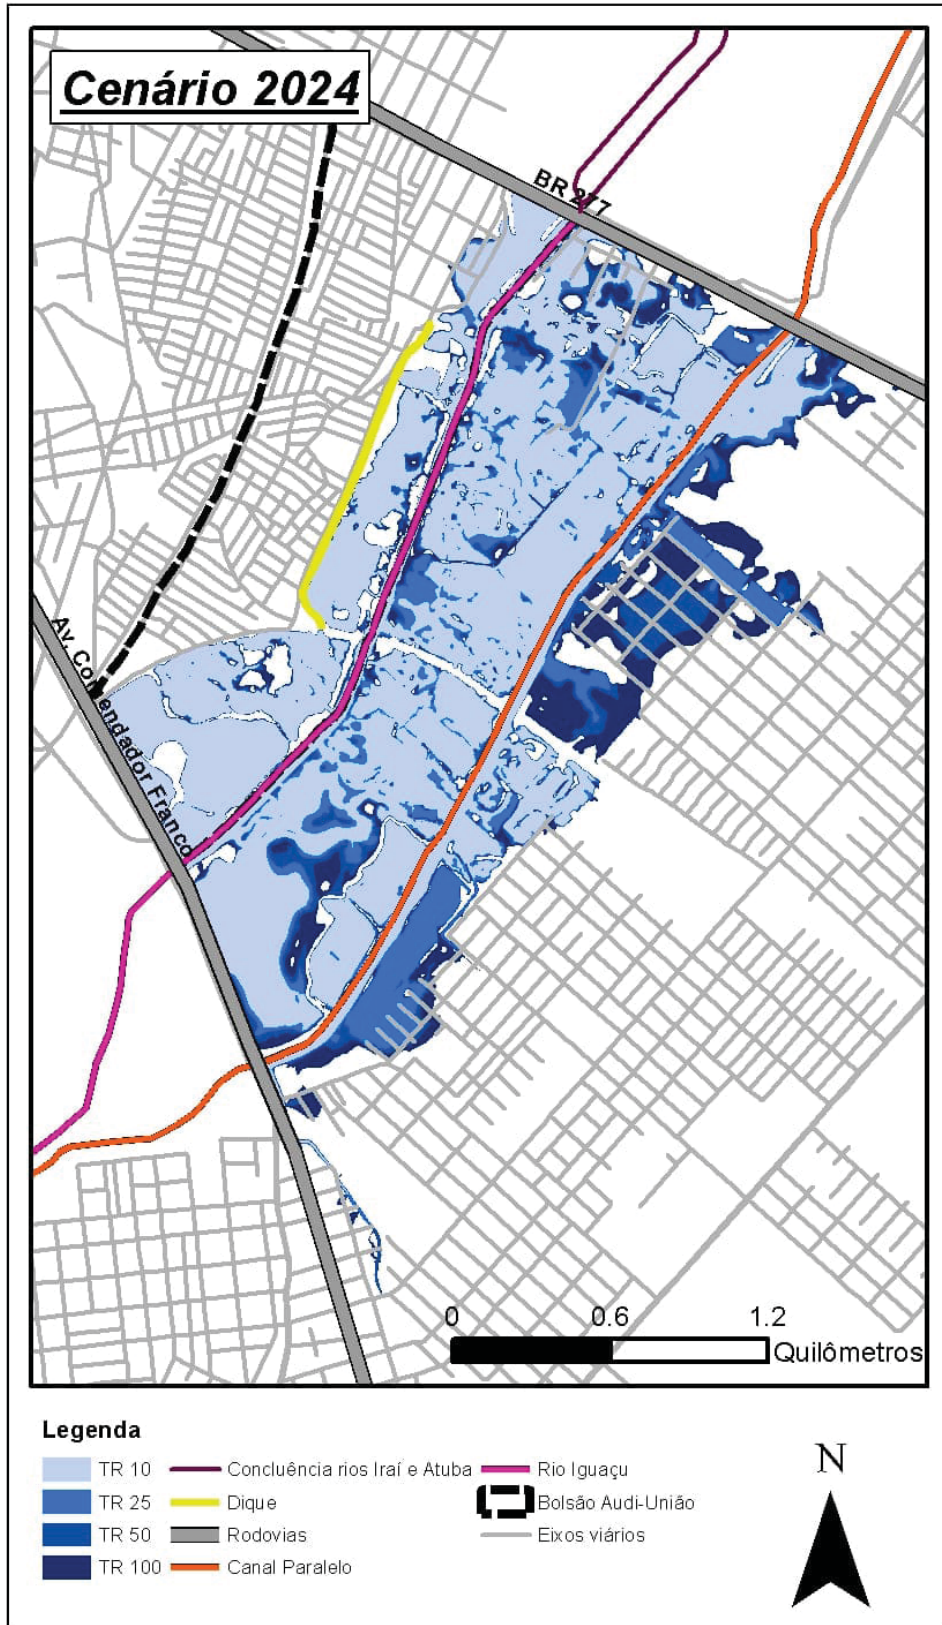 Cenário 2024
BR 277
Av. Comendador Franco
0 0.6 1.2
Quilômetros
Legenda
TR 10
TR 25
TR 50
TR 100
Concluência rios Iraí e Atuba
Dique
Rodovias
Canal Paralelo
Rio Iguaçu
Bolsão Audi-União
Eixos viários
N